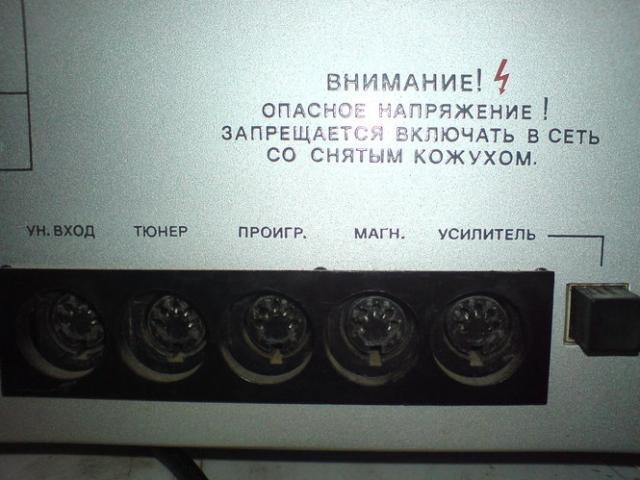 ВНИМАНИЕ!
ОПАСНОЕ НАПРЯЖЕНИЕ!
ЗАПРЕЩАЕТСЯ ВКЛЮЧАТЬ В СЕТЬ
СО СНЯТЫМ КОЖУХОМ.
УН. ВХОД ТЮНЕР ПРОИГР. МАГН. УСИЛИТЕЛЬ